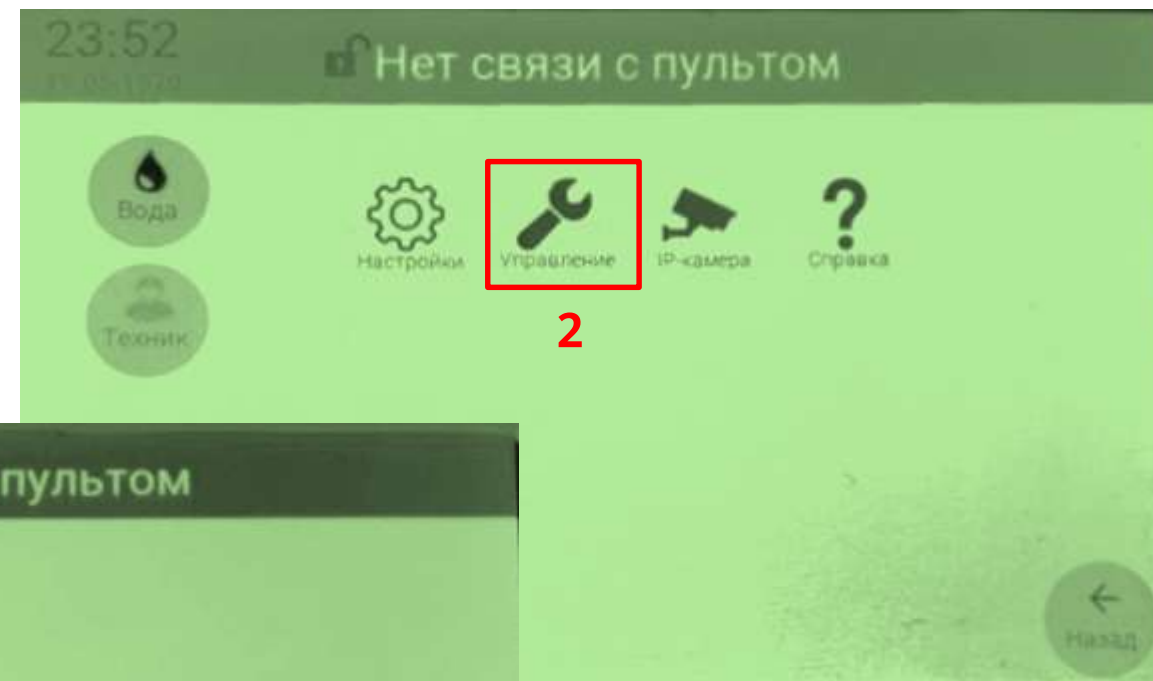 23:52
Нет связи с пультом
Вода
Настройки
Управление
IP-камера
Справка
Техник
2
пультом
Назад